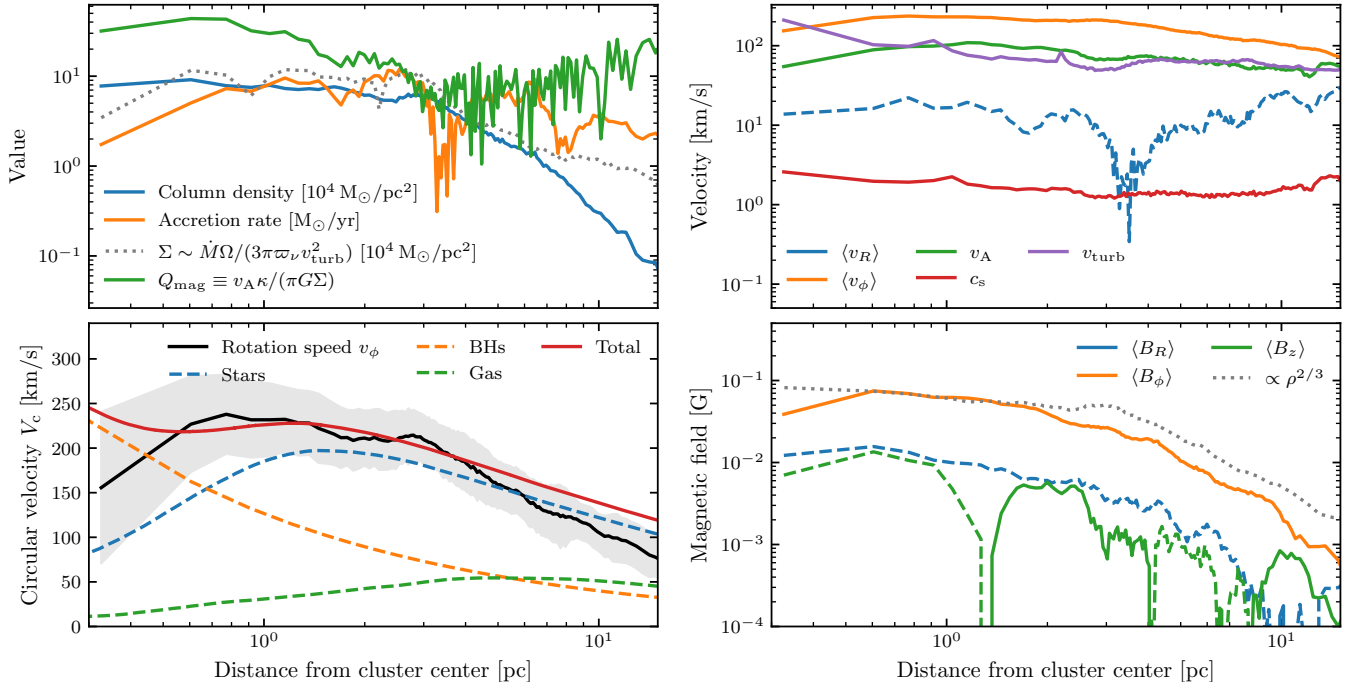 Value
10²
10¹
10⁰
10⁻¹
Column density [10⁴ M⊙/pc²]
Accretion rate [M⊙/yr]
Σ ∼ ṀΩ/(3πϖ_ν v²_turb) [10⁴ M⊙/pc²]
Q_mag ≡ v_A κ/(πGΣ)
Velocity [km/s]
10²
10¹
10⁰
10⁻¹
⟨v_R⟩
⟨v_ϕ⟩
v_A
c_s
v_turb
Circular velocity V_c [km/s]
300
250
200
150
100
50
0
Rotation speed v_ϕ
Stars
BHs
Gas
Total
10⁰
10¹
Distance from cluster center [pc]
Magnetic field [G]
10⁻¹
10⁻²
10⁻³
10⁻⁴
⟨B_R⟩
⟨B_ϕ⟩
⟨B_z⟩
∝ ρ^{2/3}
10⁰
10¹
Distance from cluster center [pc]